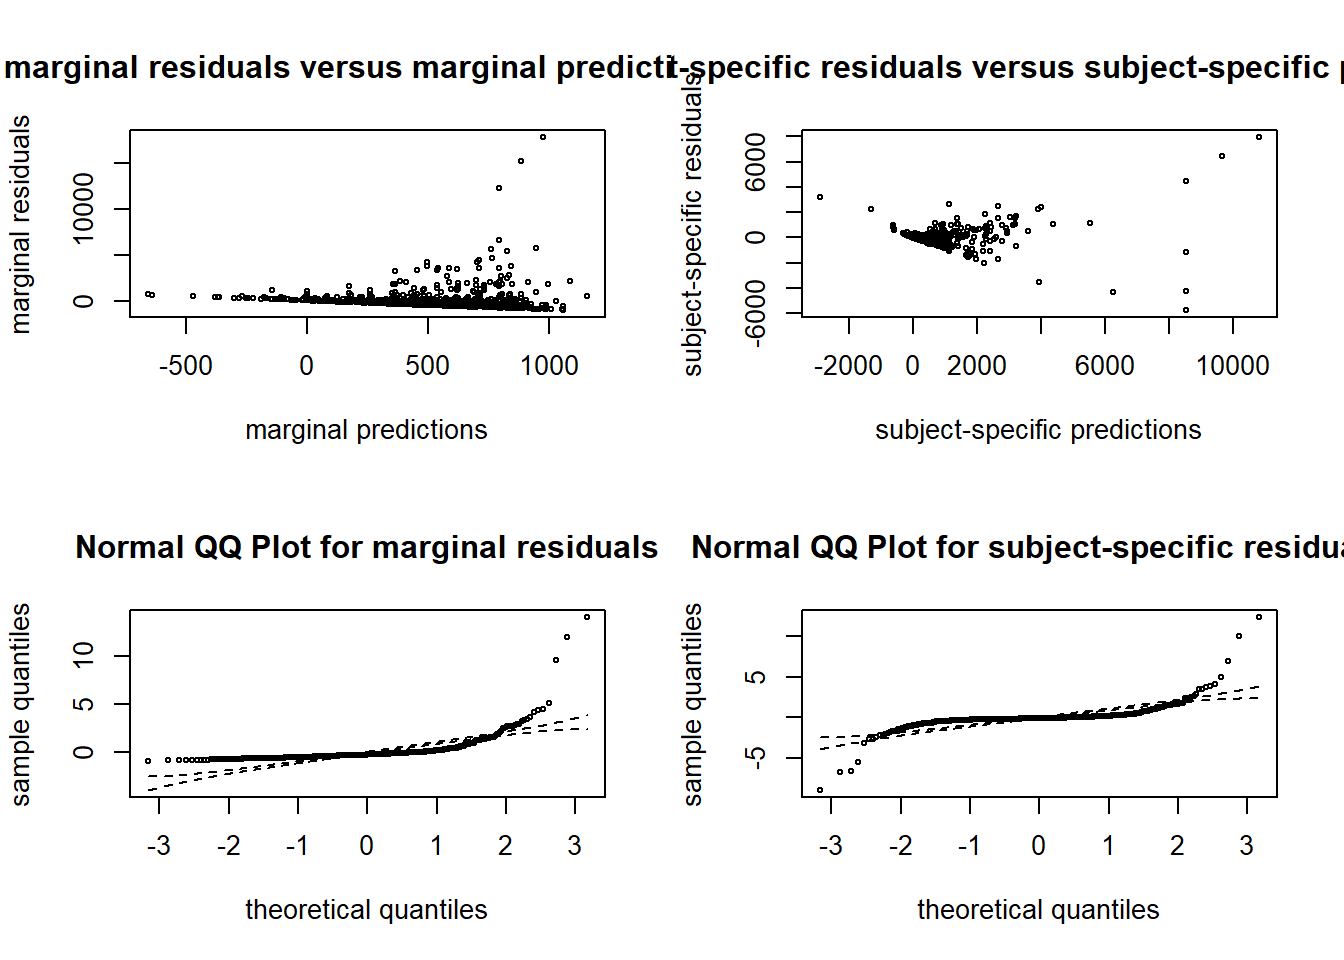 marginal residuals versus marginal predicti
t-specific residuals versus subject-specific p
marginal residuals
0 10000
-500 0 500 1000
marginal predictions
subject-specific residuals
-6000 0 6000
-2000 0 2000 6000 10000
subject-specific predictions
Normal QQ Plot for marginal residuals
Normal QQ Plot for subject-specific residua
sample quantiles
0 5 10
-3 -2 -1 0 1 2 3
theoretical quantiles
sample quantiles
-5 5
-3 -2 -1 0 1 2 3
theoretical quantiles